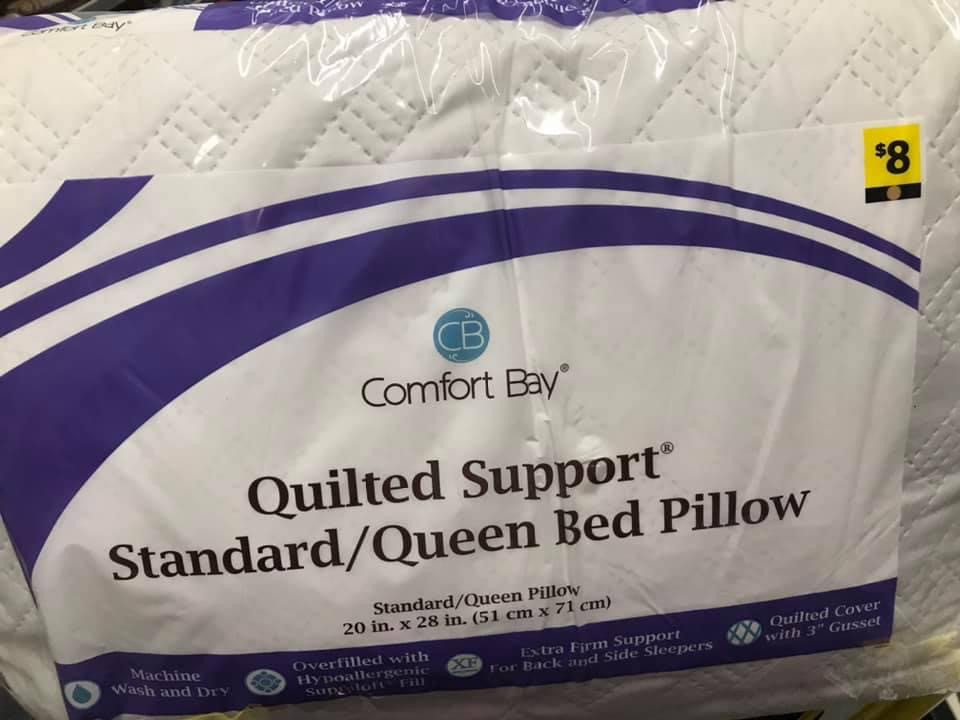 Comfort Bay
$8
CB
Comfort Bay®
Quilted Support®
Standard/Queen Bed Pillow
Standard/Queen Pillow
20 in. x 28 in. (51 cm x 71 cm)
Machine
Wash and Dry
Overfilled with
Hypoallergenic
Supraloft® Fill
XF
Extra Firm Support
For Back and Side Sleepers
Quilted Cover
with 3" Gusset